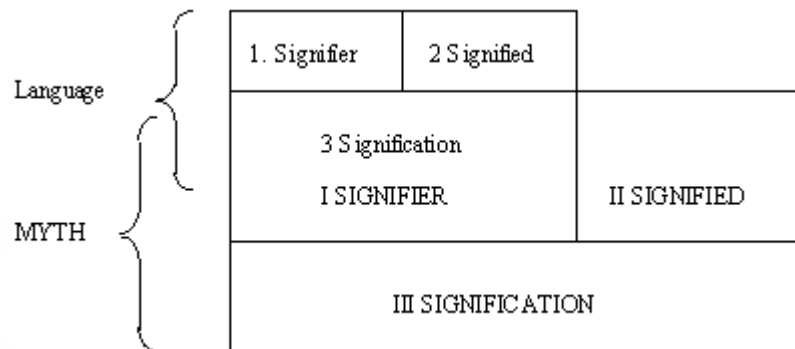 1. Signifier
2 Signified
Language
3 Signification
I SIGNIFIER
II SIGNIFIED
MYTH
III SIGNIFICATION